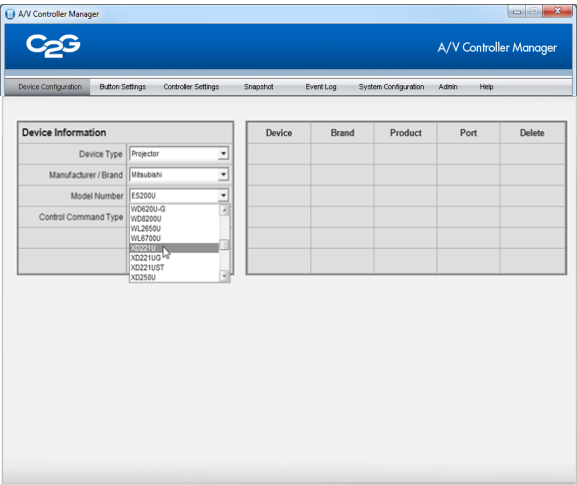 A/V Controller Manager
C2G
A/V Controller Manager
Device Configuration Button Settings Controller Settings Snapshot Event Log System Configuration Admin Help
Device Information Device Brand Product Port Delete
Device Type Projector
Manufacturer / Brand Mitsubishi
Model Number ES200U
Control Command Type
WD620U-G
WD8200U
WL2650U
WL6700U
XD221U
XD221UG
XD221UST
XD250U